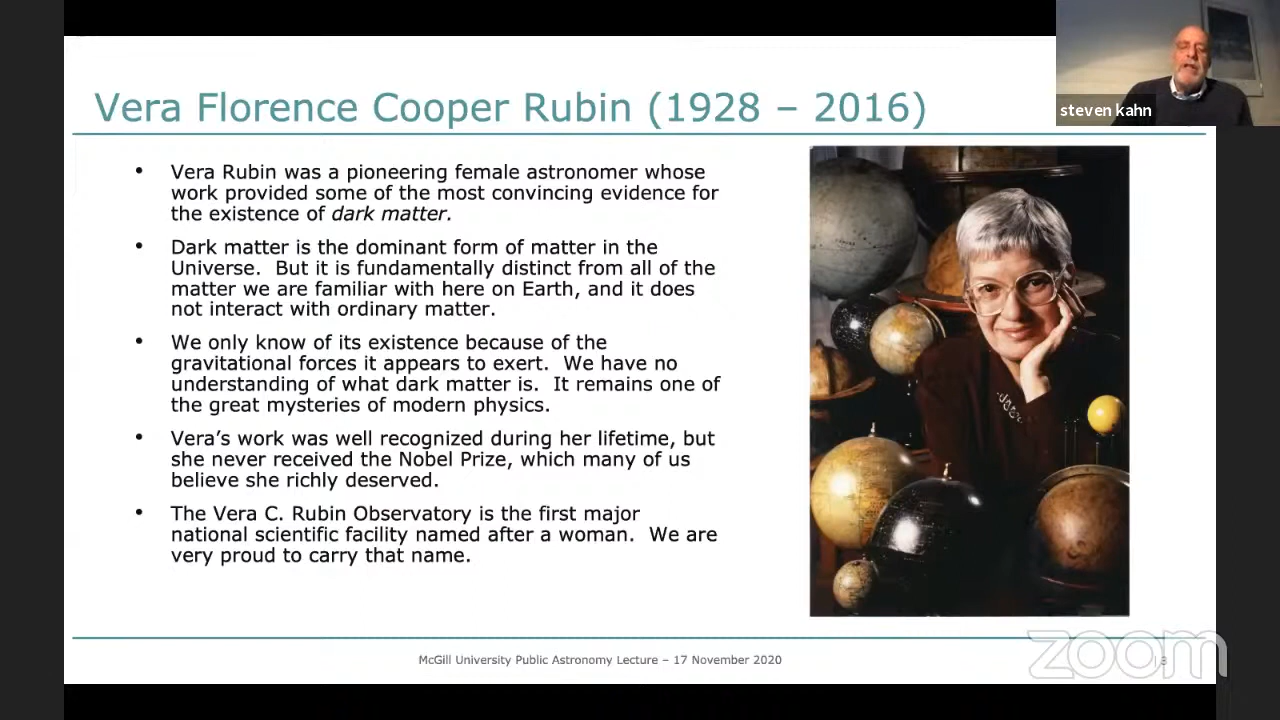 Vera Florence Cooper Rubin (1928 – 2016)
steven kahn
• Vera Rubin was a pioneering female astronomer whose
work provided some of the most convincing evidence for
the existence of dark matter.
• Dark matter is the dominant form of matter in the
Universe. But it is fundamentally distinct from all of the
matter we are familiar with here on Earth, and it does
not interact with ordinary matter.
• We only know of its existence because of the
gravitational forces it appears to exert. We have no
understanding of what dark matter is. It remains one of
the great mysteries of modern physics.
• Vera’s work was well recognized during her lifetime, but
she never received the Nobel Prize, which many of us
believe she richly deserved.
• The Vera C. Rubin Observatory is the first major
national scientific facility named after a woman. We are
very proud to carry that name.
McGill University Public Astronomy Lecture – 17 November 2020
zoom